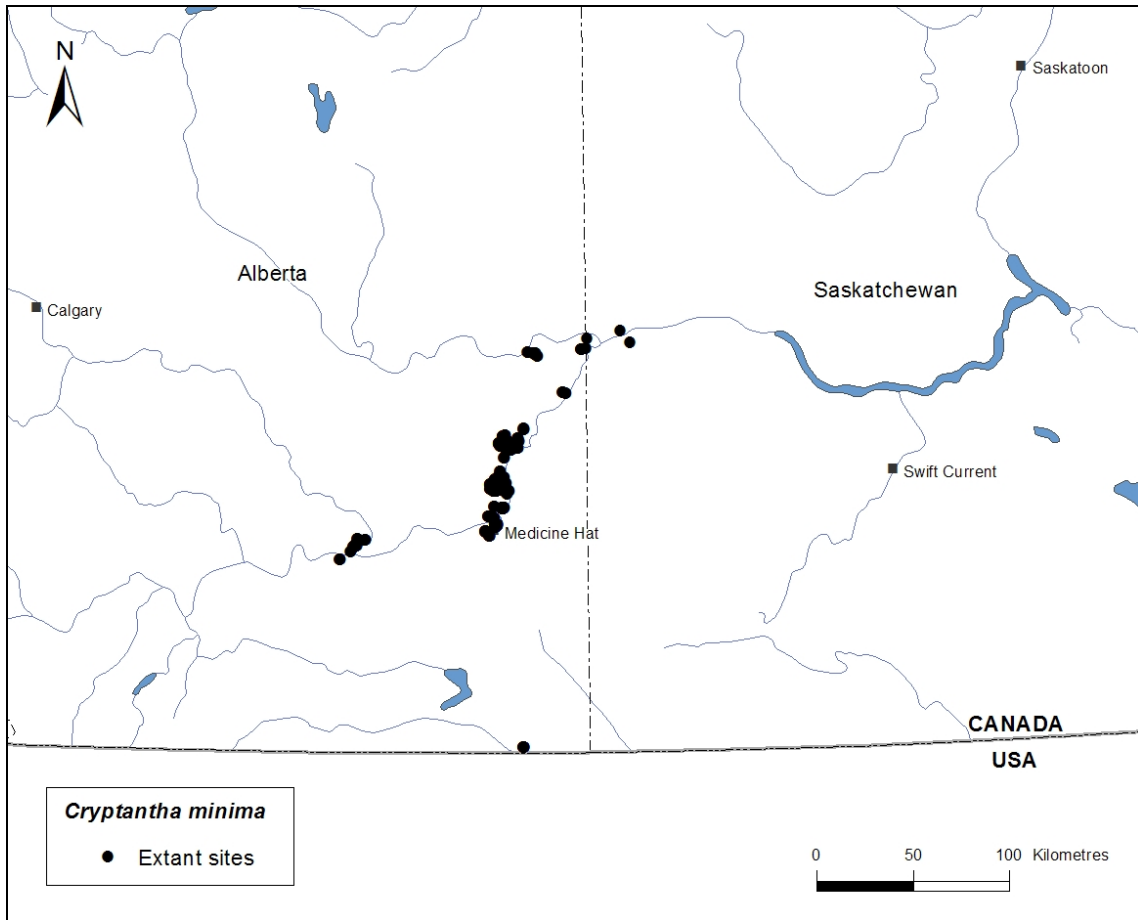 N
Saskatoon
Alberta
Saskatchewan
Calgary
Swift Current
Medicine Hat
CANADA
USA
Cryptantha minima
Extant sites
0 50 100 Kilometres